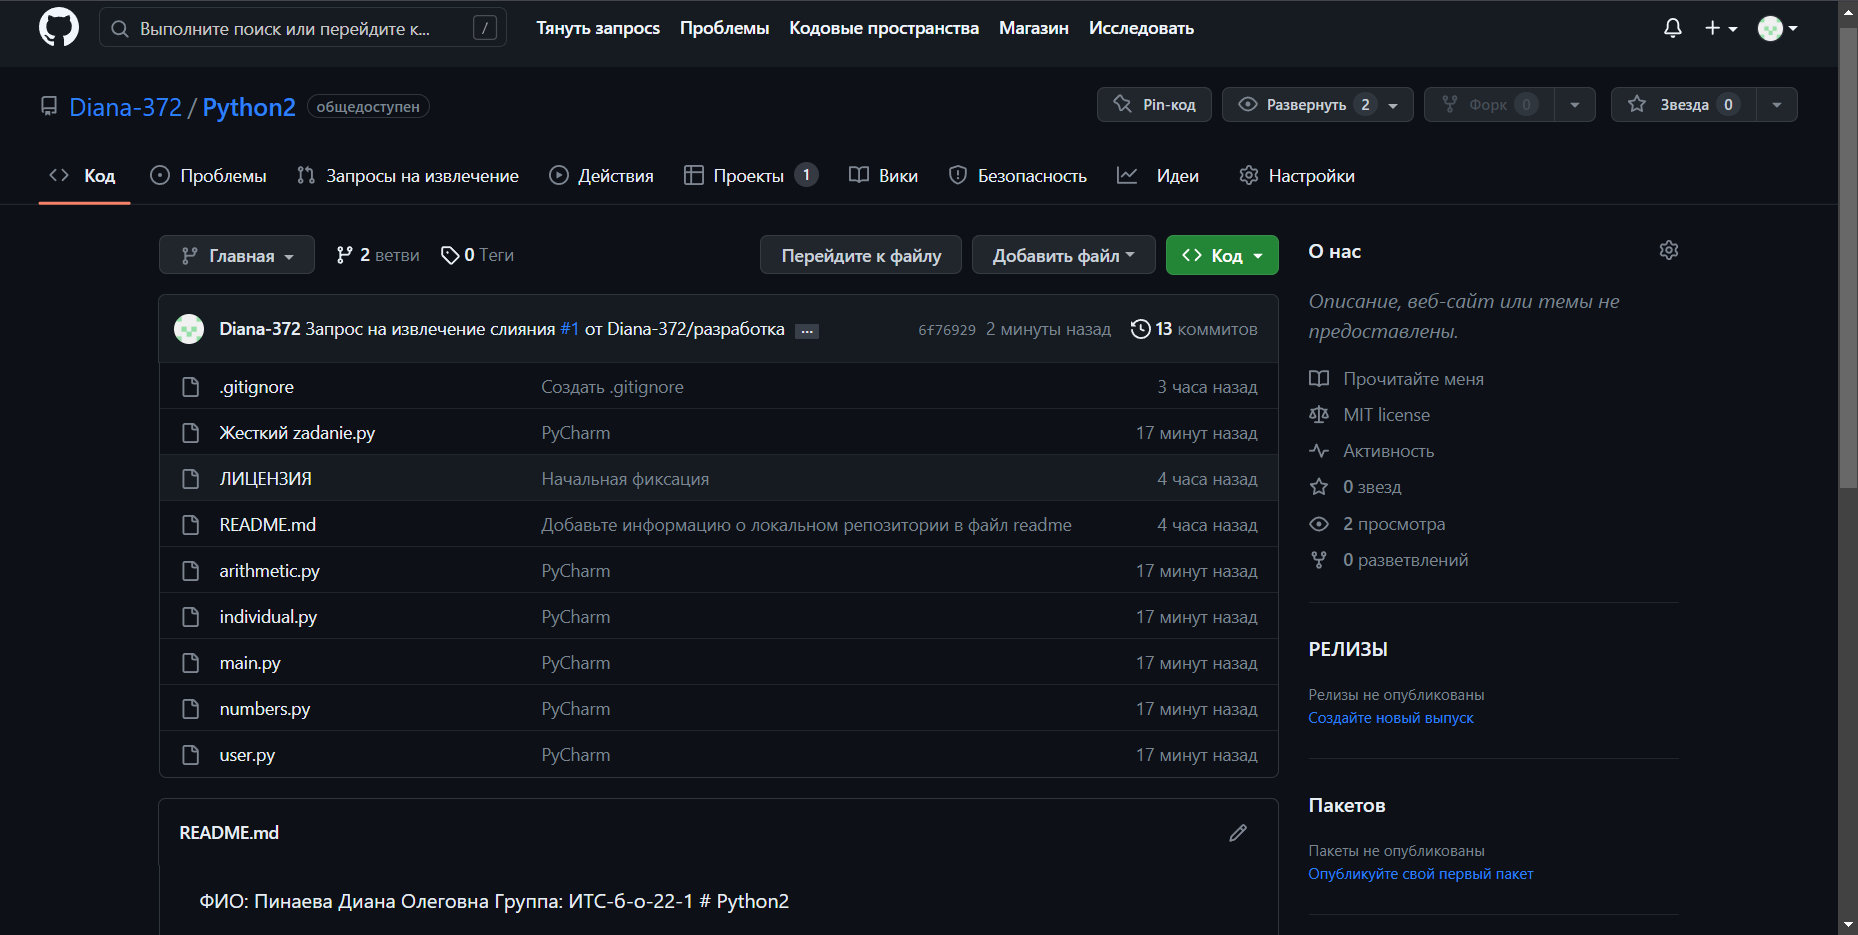 Выполните поиск или перейдите к... /
Тянуть запросс Проблемы Кодовые пространства Магазин Исследовать
Diana-372 / Python2 общедоступен
Pin-код Развернуть 2 Форк 0 Звезда 0
Код Проблемы Запросы на извлечение Действия Проекты 1 Вики Безопасность Идеи Настройки
Главная 2 ветви 0 Теги Перейдите к файлу Добавить файл Код
Diana-372 Запрос на извлечение слияния #1 от Diana-372/разработка ... 6f76929 2 минуты назад 13 коммитов
.gitignore Создать .gitignore 3 часа назад
Жесткий zadanie.py PyCharm 17 минут назад
ЛИЦЕНЗИЯ Начальная фиксация 4 часа назад
README.md Добавьте информацию о локальном репозитории в файл readme 4 часа назад
arithmetic.py PyCharm 17 минут назад
individual.py PyCharm 17 минут назад
main.py PyCharm 17 минут назад
numbers.py PyCharm 17 минут назад
user.py PyCharm 17 минут назад
README.md
ФИО: Пинаева Диана Олеговна Группа: ИТС-б-о-22-1 # Python2
О нас
Описание, веб-сайт или темы не
предоставлены.
Прочитайте меня
MIT license
Активность
0 звезд
2 просмотра
0 разветвлений
РЕЛИЗЫ
Релизы не опубликованы
Создайте новый выпуск
Пакетов
Пакеты не опубликованы
Опубликуйте свой первый пакет